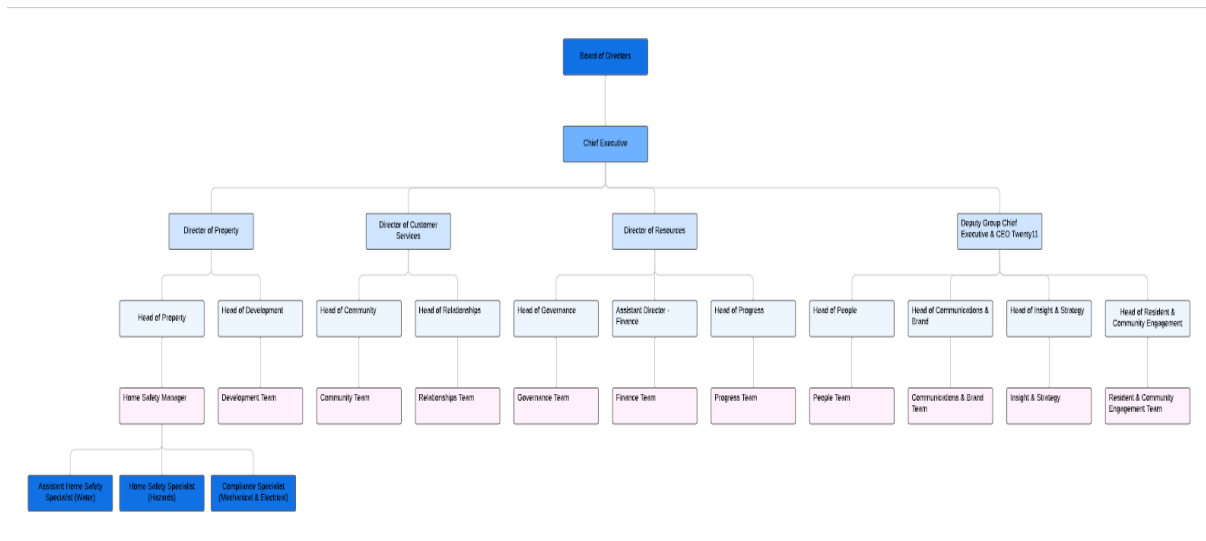 Board of Directors
Chief Executive
Director of Property
Director of Customer
Services
Director of Resources
Deputy Group Chief
Executive & CEO Twenty11
Head of Property
Head of Development
Head of Community
Head of Relationships
Head of Governance
Assistant Director -
Finance
Head of Progress
Head of People
Head of Communications &
Brand
Head of Insight & Strategy
Head of Resident &
Community Engagement
Home Safety Manager
Development Team
Community Team
Relationships Team
Governance Team
Finance Team
Progress Team
People Team
Communications & Brand
Team
Insight & Strategy
Resident & Community
Engagement Team
Assistant Home Safety
Specialist (Water)
Home Safety Specialist
(Hazards)
Compliance Specialist
(Mechanical & Electrical)